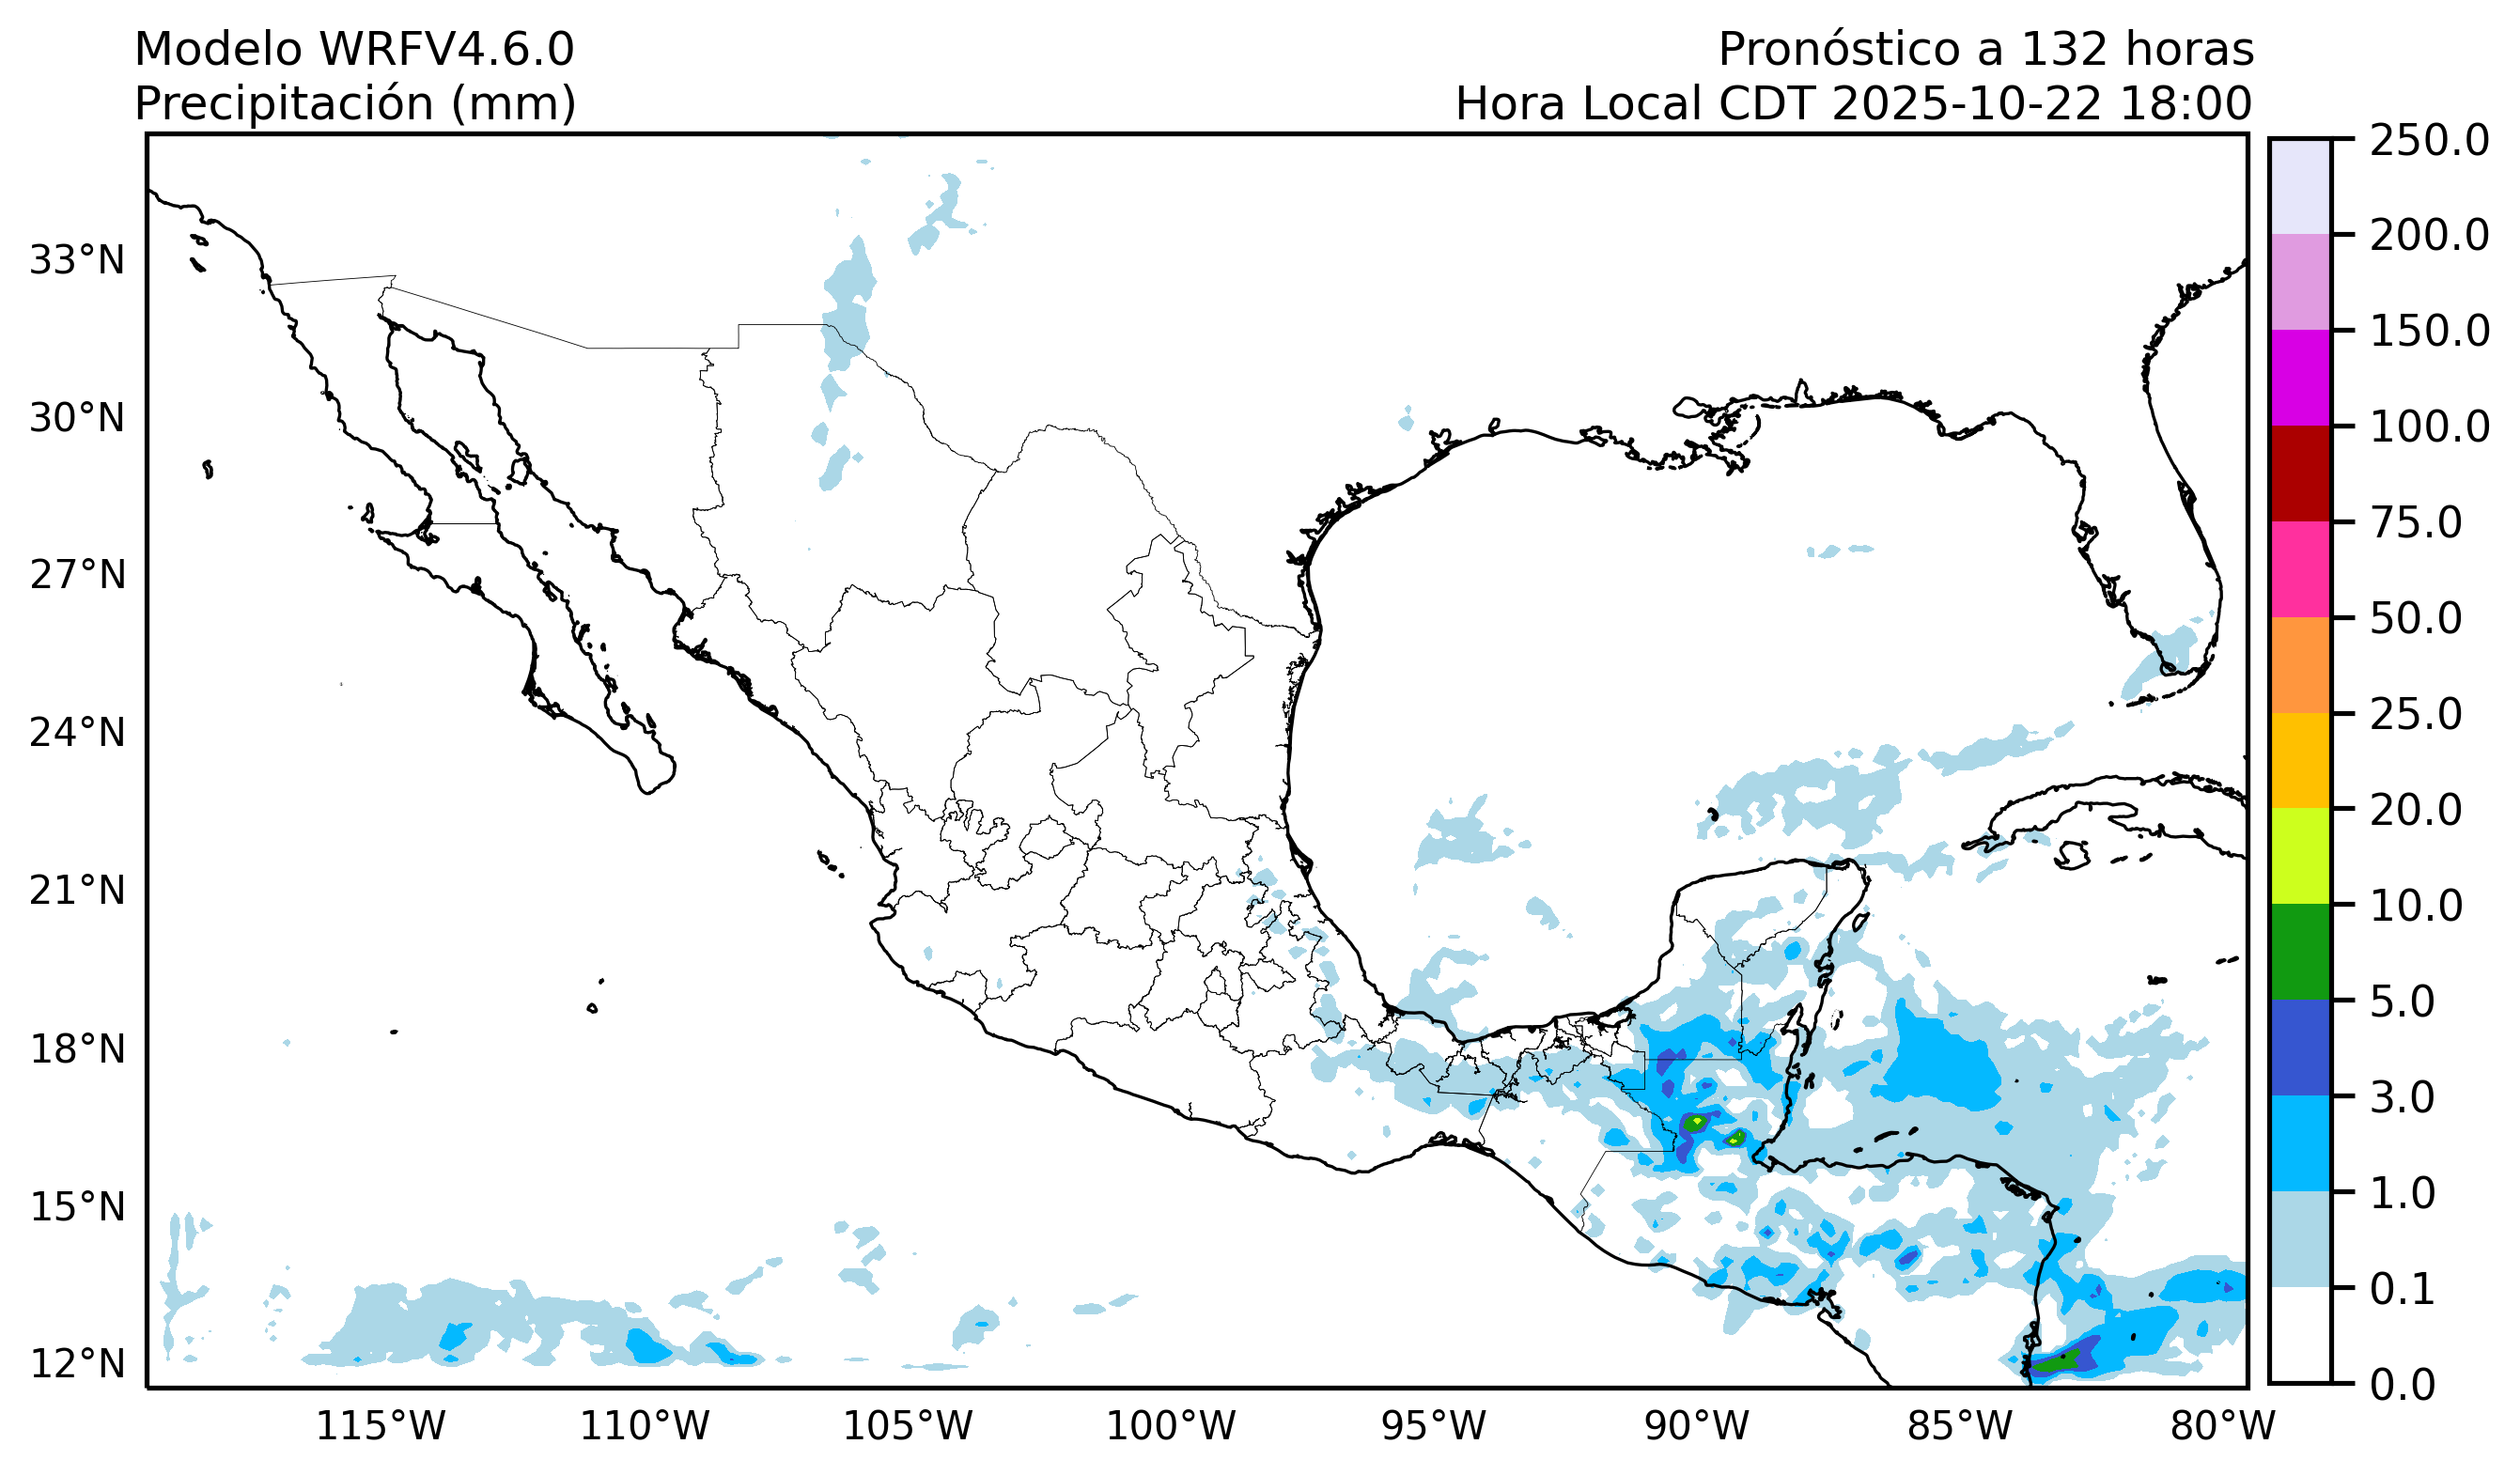 Modelo WRFV4.6.0
Precipitación (mm)
Pronóstico a 132 horas
Hora Local CDT 2025-10-22 18:00
33°N
30°N
27°N
24°N
21°N
18°N
15°N
12°N
115°W
110°W
105°W
100°W
95°W
90°W
85°W
80°W
250.0
200.0
150.0
100.0
75.0
50.0
25.0
20.0
10.0
5.0
3.0
1.0
0.1
0.0